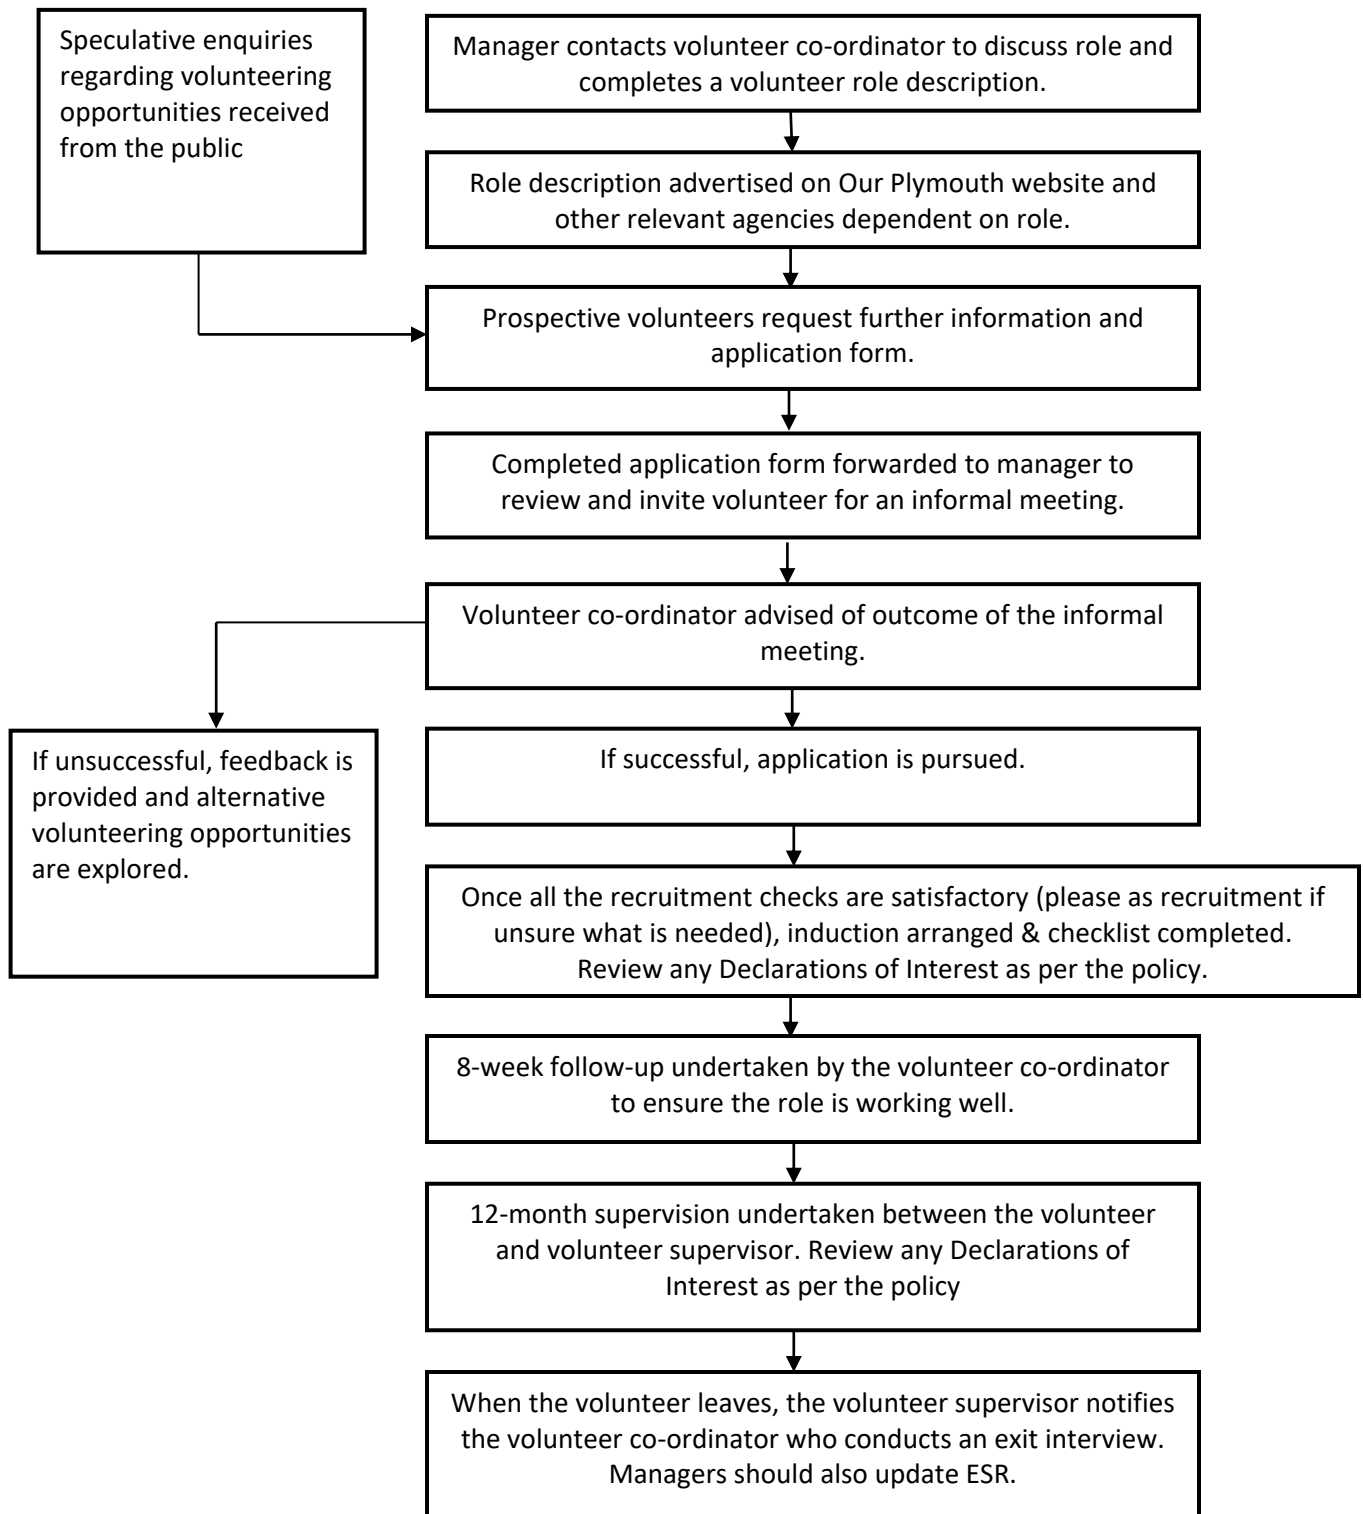 Speculative enquiries
regarding volunteering
opportunities received
from the public
Manager contacts volunteer co-ordinator to discuss role and
completes a volunteer role description.
Role description advertised on Our Plymouth website and
other relevant agencies dependent on role.
Prospective volunteers request further information and
application form.
Completed application form forwarded to manager to
review and invite volunteer for an informal meeting.
Volunteer co-ordinator advised of outcome of the informal
meeting.
If unsuccessful, feedback is
provided and alternative
volunteering opportunities
are explored.
If successful, application is pursued.
Once all the recruitment checks are satisfactory (please as recruitment if
unsure what is needed), induction arranged & checklist completed.
Review any Declarations of Interest as per the policy.
8-week follow-up undertaken by the volunteer co-ordinator
to ensure the role is working well.
12-month supervision undertaken between the volunteer
and volunteer supervisor. Review any Declarations of
Interest as per the policy
When the volunteer leaves, the volunteer supervisor notifies
the volunteer co-ordinator who conducts an exit interview.
Managers should also update ESR.